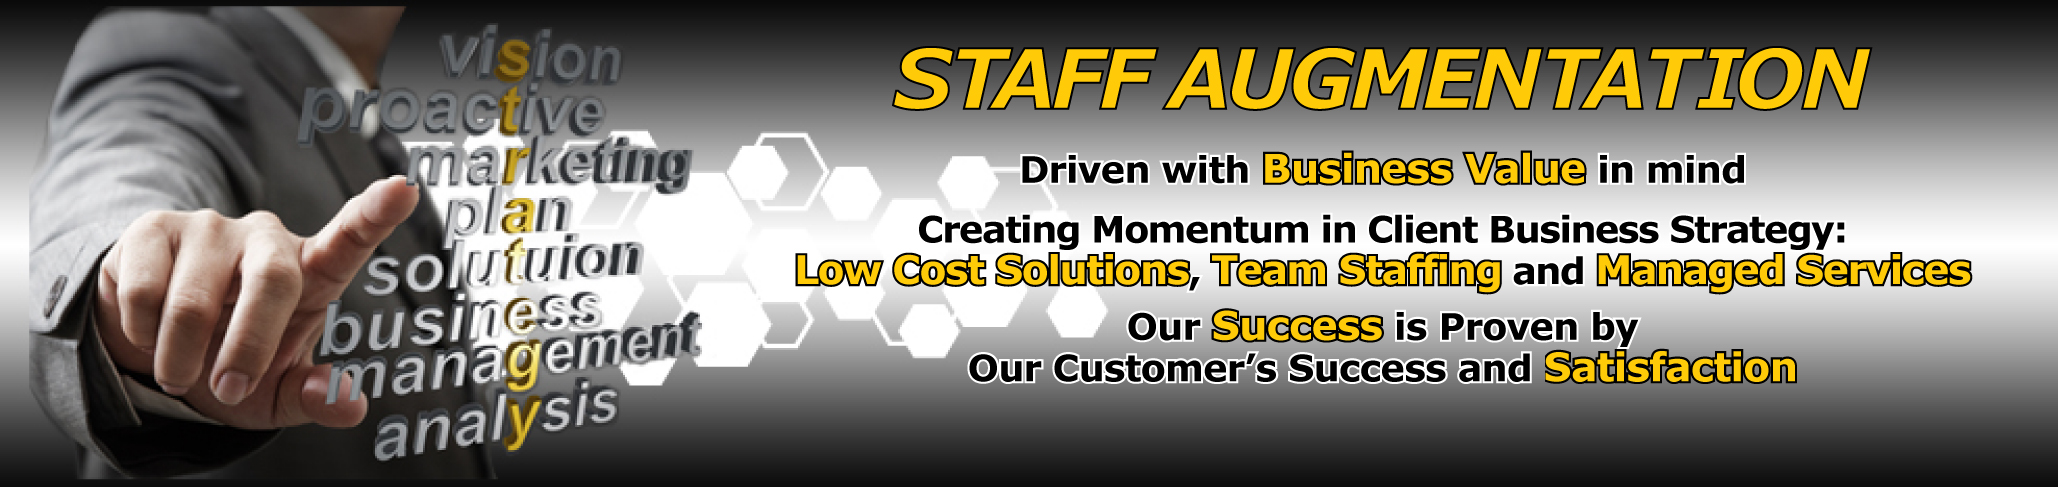 vision
proactive
marketing
plan
solutuion
business
management
analysis
STAFF AUGMENTATION
Driven with Business Value in mind
Creating Momentum in Client Business Strategy:
Low Cost Solutions, Team Staffing and Managed Services
Our Success is Proven by
Our Customer’s Success and Satisfaction